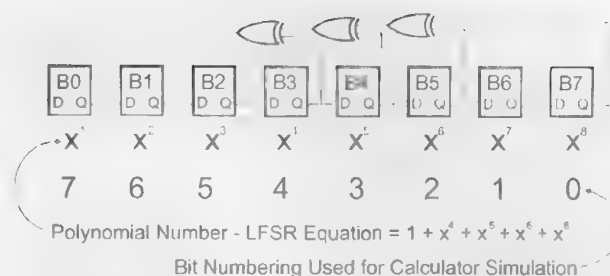 B0 B1 B2 B3 B4 B5 B6 B7
D Q D Q D Q D Q D Q D Q D Q D Q
X¹ X² X³ X⁴ X⁵ X⁶ X⁷ X⁸
7 6 5 4 3 2 1 0
Polynomial Number - LFSR Equation = 1 + x⁴ + x⁵ + x⁶ + x⁸
Bit Numbering Used for Calculator Simulation